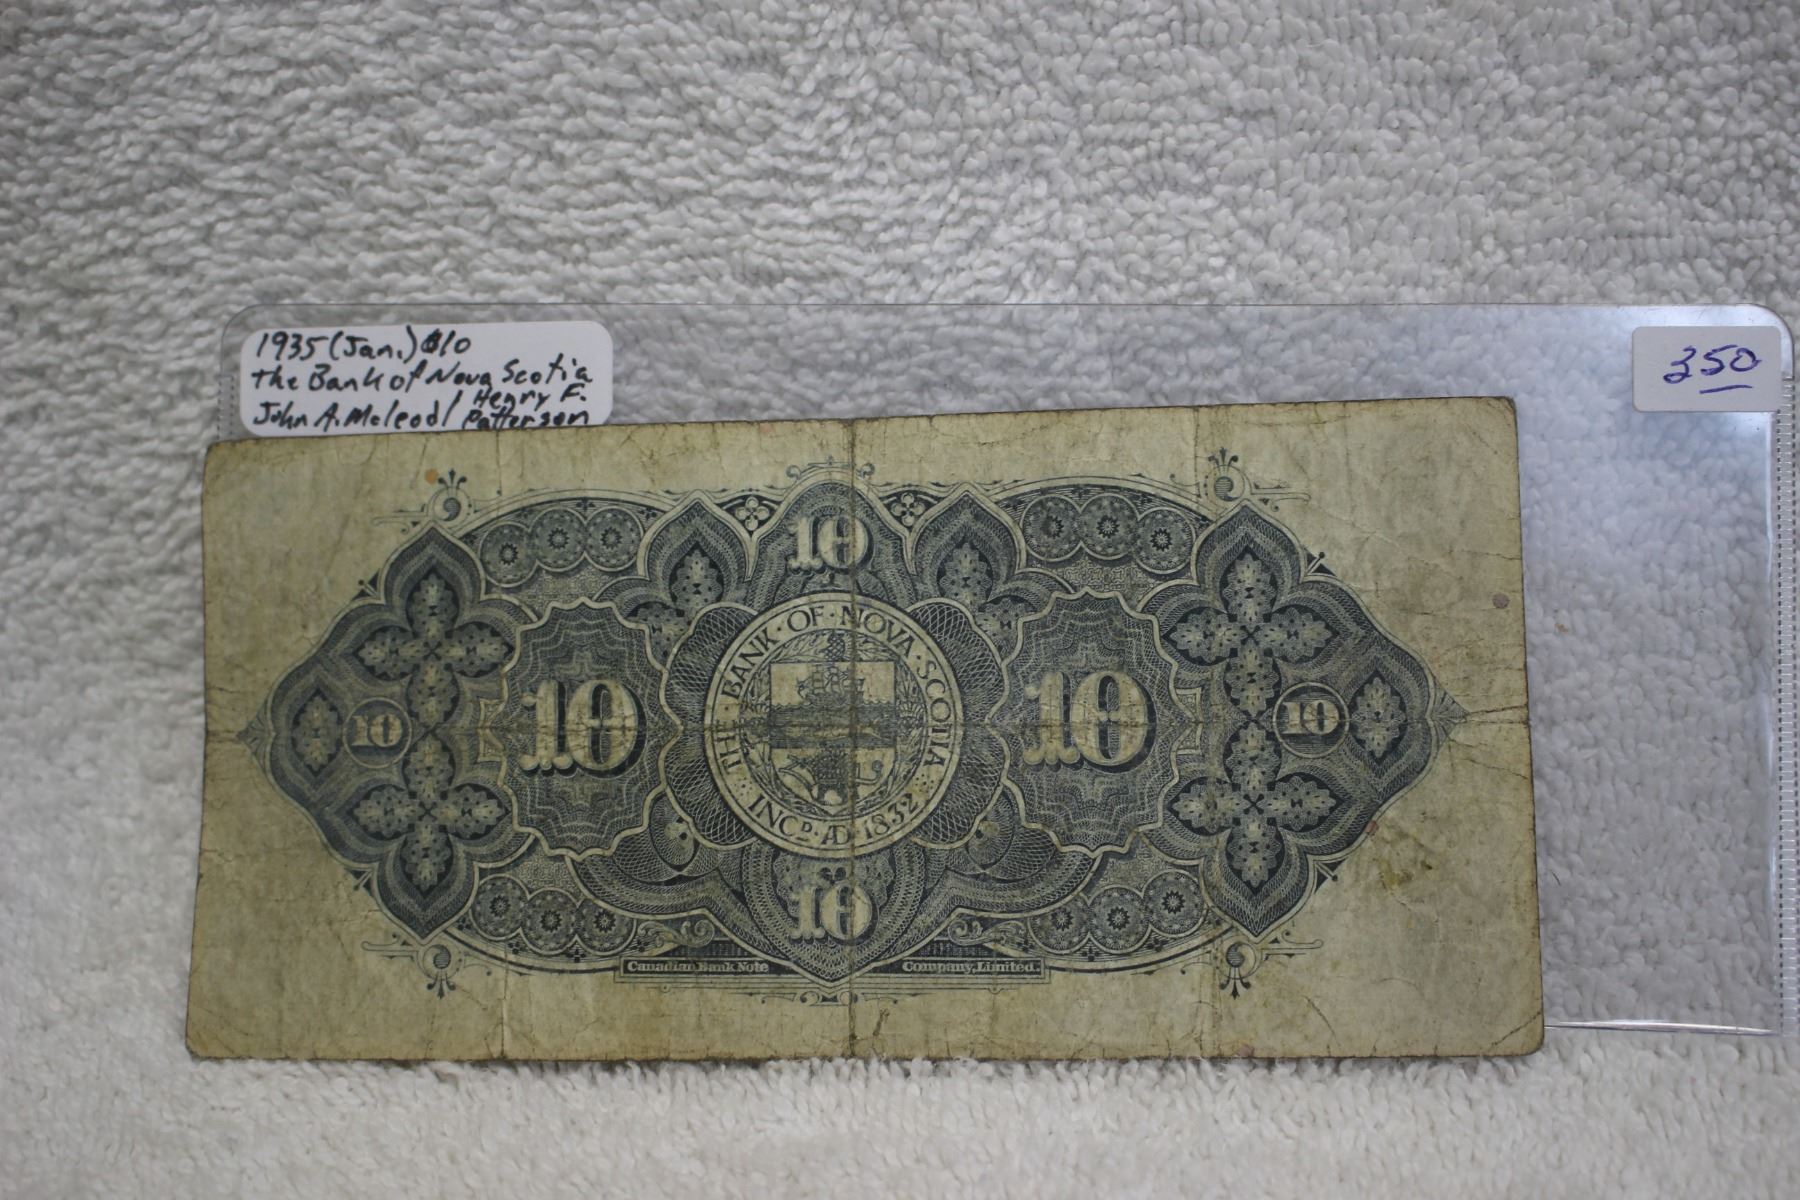 1935 (Jan.) $10
The Bank of Nova Scotia
John A. Mcleod / Henry F. Patterson
350
10
THE · BANK · OF · NOVA · SCOTIA
· INCD · AD · 1832 ·
10
10
10
10
10
Canadian Bank Note Company, Limited.